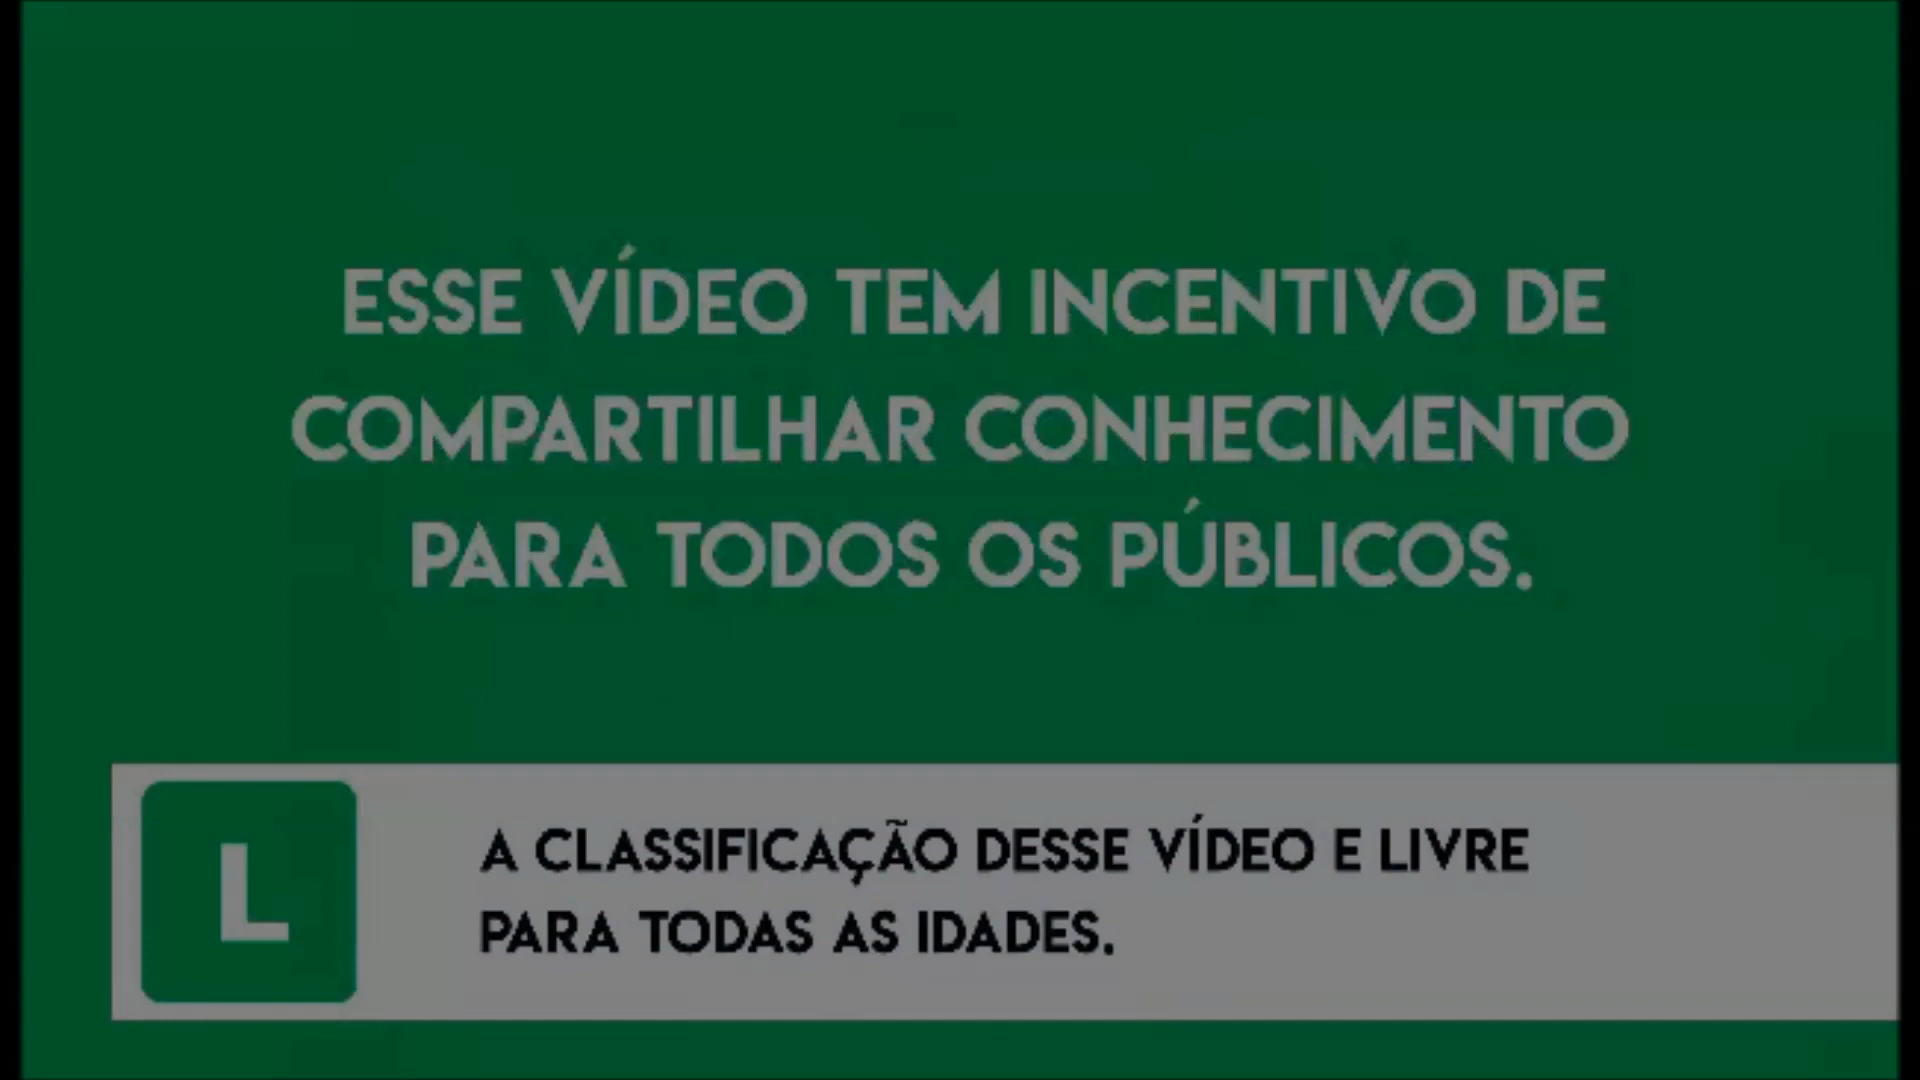 ESSE VÍDEO TEM INCENTIVO DE
COMPARTILHAR CONHECIMENTO
PARA TODOS OS PÚBLICOS.
L
A CLASSIFICAÇÃO DESSE VÍDEO E LIVRE
PARA TODAS AS IDADES.